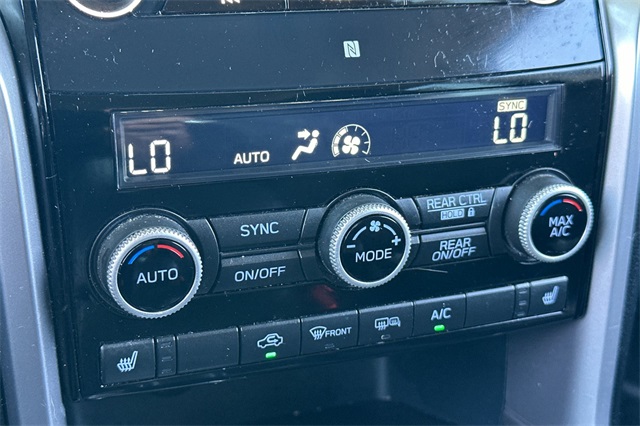 N
SYNC
LO AUTO LO
SYNC
ON/OFF
AUTO
MODE
REAR CTRL
HOLD
REAR
ON/OFF
MAX
A/C
FRONT
A/C